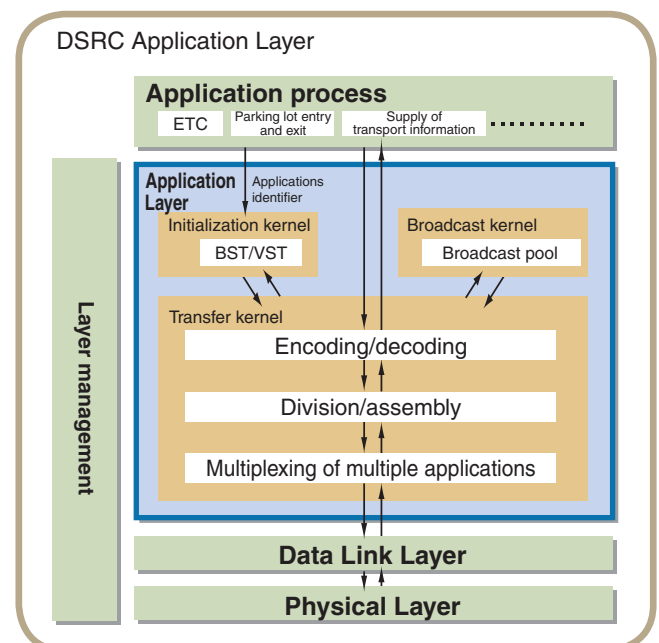 DSRC Application Layer
Application process
ETC
Parking lot entry
and exit
Supply of
transport information
Application
Layer
Applications
identifier
Initialization kernel
BST/VST
Broadcast kernel
Broadcast pool
Layer management
Transfer kernel
Encoding/decoding
Division/assembly
Multiplexing of multiple applications
Data Link Layer
Physical Layer